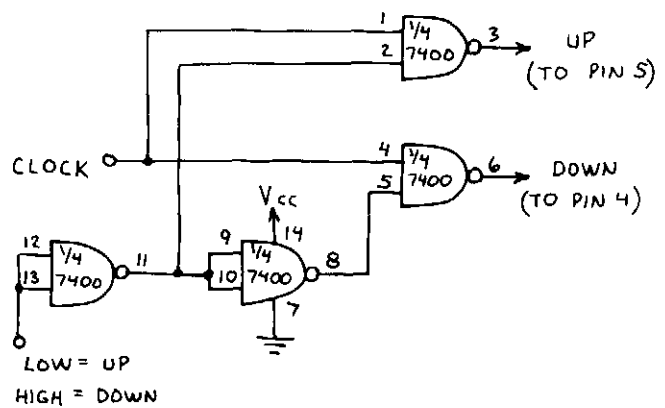 1
1/4
7400
2
3
UP
(TO PIN 5)
CLOCK
4
1/4
7400
5
6
DOWN
(TO PIN 4)
Vcc
14
12
1/4
7400
13
11
9
1/4
7400
10
8
7
LOW = UP
HIGH = DOWN